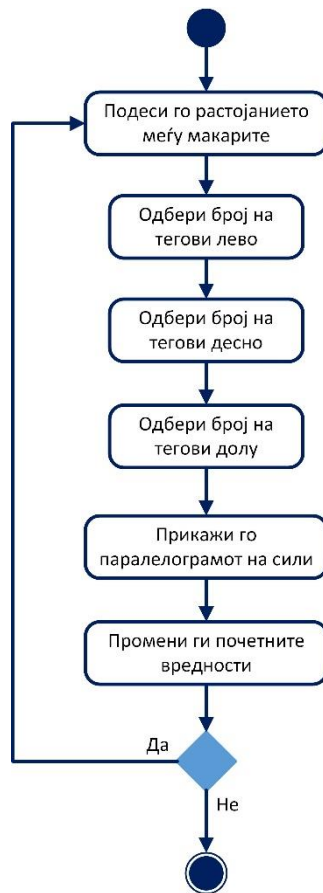 Подеси го растојанието
меѓу макарите
Одбери број на
тегови лево
Одбери број на
тегови десно
Одбери број на
тегови долу
Прикажи го
паралелограмот на сили
Промени ги почетните
вредности
Да
Не